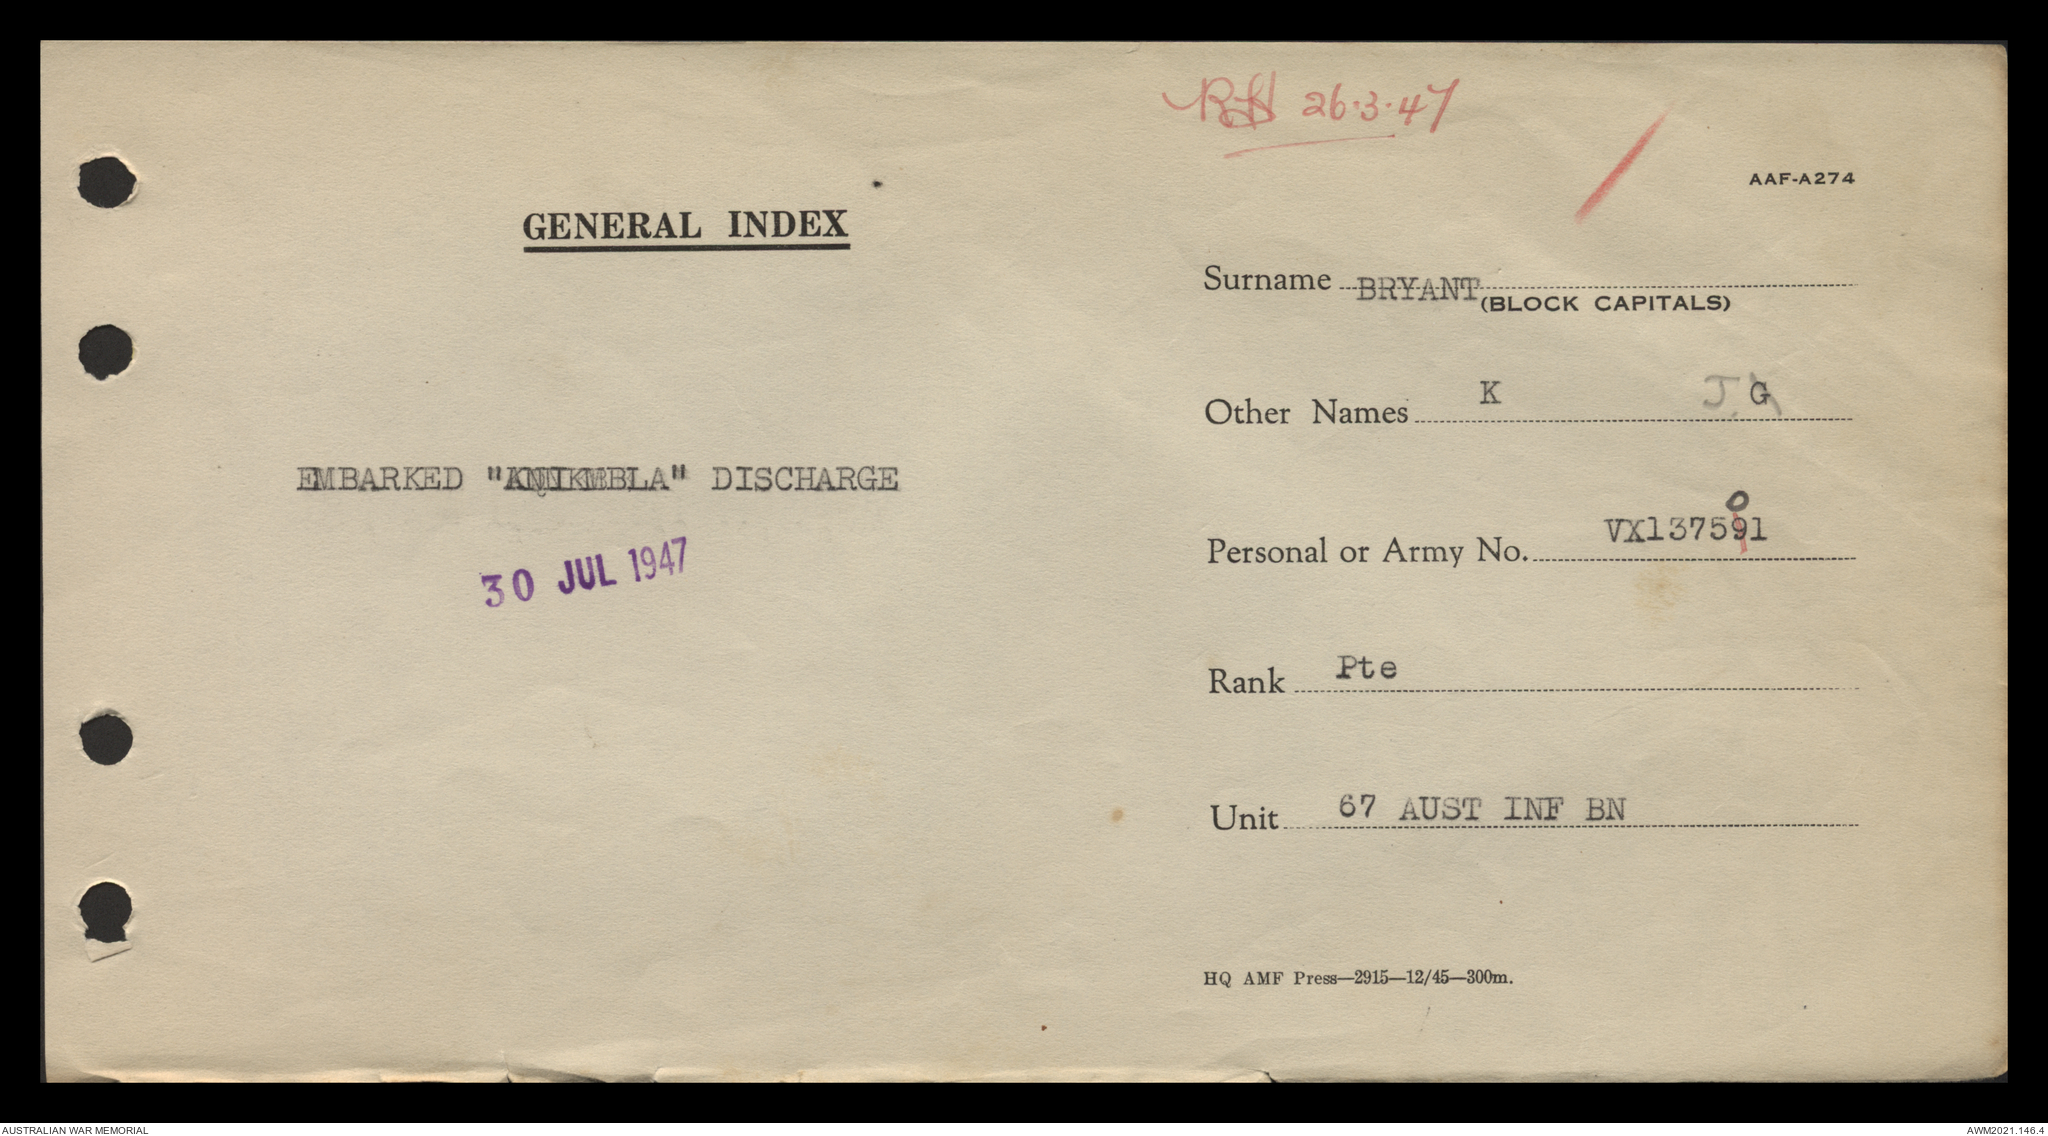 RH 26.3.47
AAF-A274
GENERAL INDEX
Surname BRYANT
(BLOCK CAPITALS)
Other Names K J. G
EMBARKED "KANIMBLA" DISCHARGE
30 JUL 1947
0
Personal or Army No. VX137591
Rank Pte
Unit 67 AUST INF BN
HQ AMF Press—2915—12/45—300m.
AUSTRALIAN WAR MEMORIAL
AWM2021.146.4